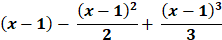 (x − 1) − (x − 1)²/2 + (x − 1)³/3